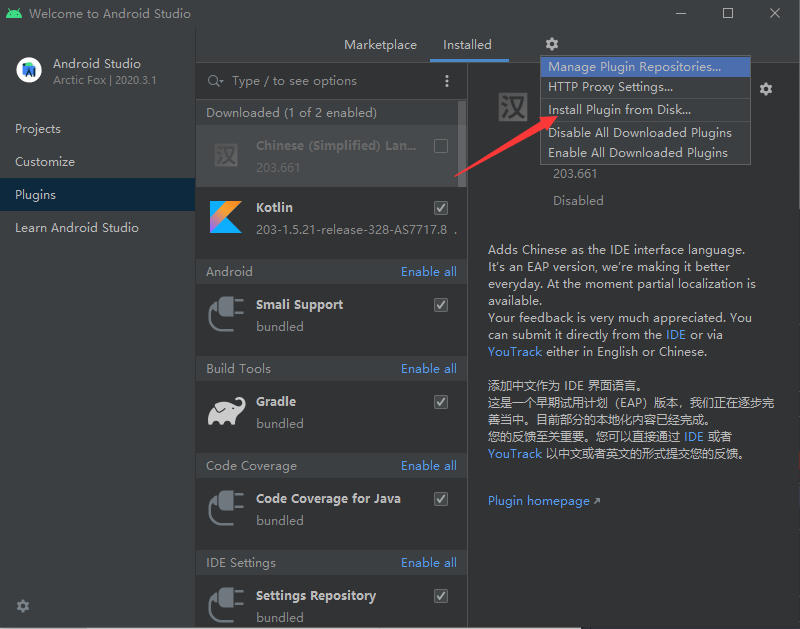 Welcome to Android Studio
Android Studio
Arctic Fox | 2020.3.1
Projects
Customize
Plugins
Learn Android Studio
Marketplace
Installed
Type / to see options
Downloaded (1 of 2 enabled)
汉
Chinese (Simplified) Lan...
203.661
Kotlin
203-1.5.21-release-328-AS7717.8 .
Android
Enable all
Smali Support
bundled
Build Tools
Enable all
Gradle
bundled
Code Coverage
Enable all
Code Coverage for Java
bundled
IDE Settings
Enable all
Settings Repository
bundled
Manage Plugin Repositories...
HTTP Proxy Settings...
Install Plugin from Disk...
Disable All Downloaded Plugins
Enable All Downloaded Plugins
汉
203.661
Disabled
Adds Chinese as the IDE interface language.
It's an EAP version, we're making it better
everyday. At the moment partial localization is
available.
Your feedback is very much appreciated. You
can submit it directly from the IDE or via
YouTrack either in English or Chinese.
添加中文作为 IDE 界面语言。
这是一个早期试用计划（EAP）版本，我们正在逐步完
善当中。目前部分的本地化内容已经完成。
您的反馈至关重要。您可以直接通过 IDE 或者
YouTrack 以中文或者英文的形式提交您的反馈。
Plugin homepage